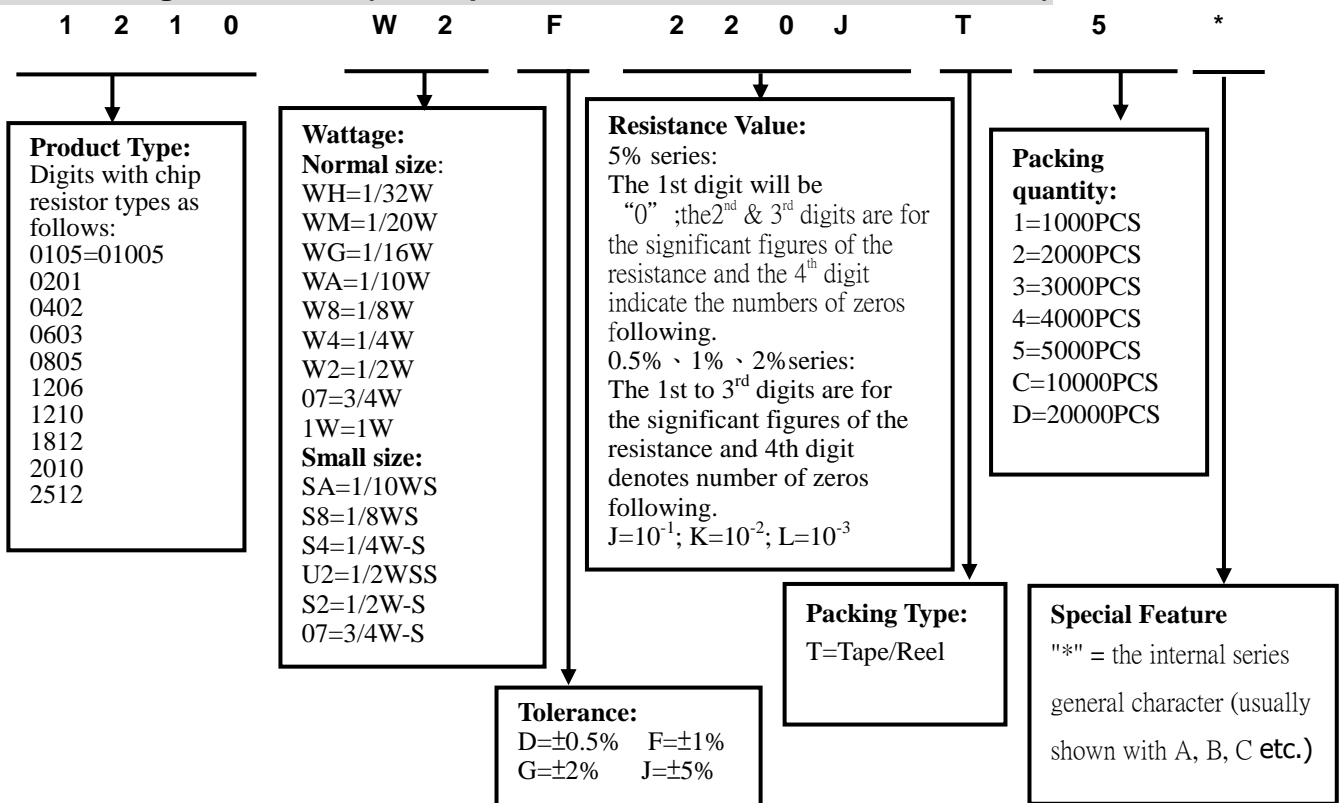 1 2 1 0 W 2 F 2 2 0 J T 5 *
Product Type:
Digits with chip
resistor types as
follows:
0105=01005
0201
0402
0603
0805
1206
1210
1812
2010
2512
Wattage:
Normal size:
WH=1/32W
WM=1/20W
WG=1/16W
WA=1/10W
W8=1/8W
W4=1/4W
W2=1/2W
07=3/4W
1W=1W
Small size:
SA=1/10WS
S8=1/8WS
S4=1/4W-S
U2=1/2WSS
S2=1/2W-S
07=3/4W-S
Tolerance:
D=±0.5% F=±1%
G=±2% J=±5%
Resistance Value:
5% series:
The 1st digit will be
“0” ;the2nd & 3rd digits are for
the significant figures of the
resistance and the 4th digit
indicate the numbers of zeros
following.
0.5%、1%、2%series:
The 1st to 3rd digits are for
the significant figures of the
resistance and 4th digit
denotes number of zeros
following.
J=10-1; K=10-2; L=10-3
Packing Type:
T=Tape/Reel
Packing
quantity:
1=1000PCS
2=2000PCS
3=3000PCS
4=4000PCS
5=5000PCS
C=10000PCS
D=20000PCS
Special Feature
"*" = the internal series
general character (usually
shown with A, B, C etc.)